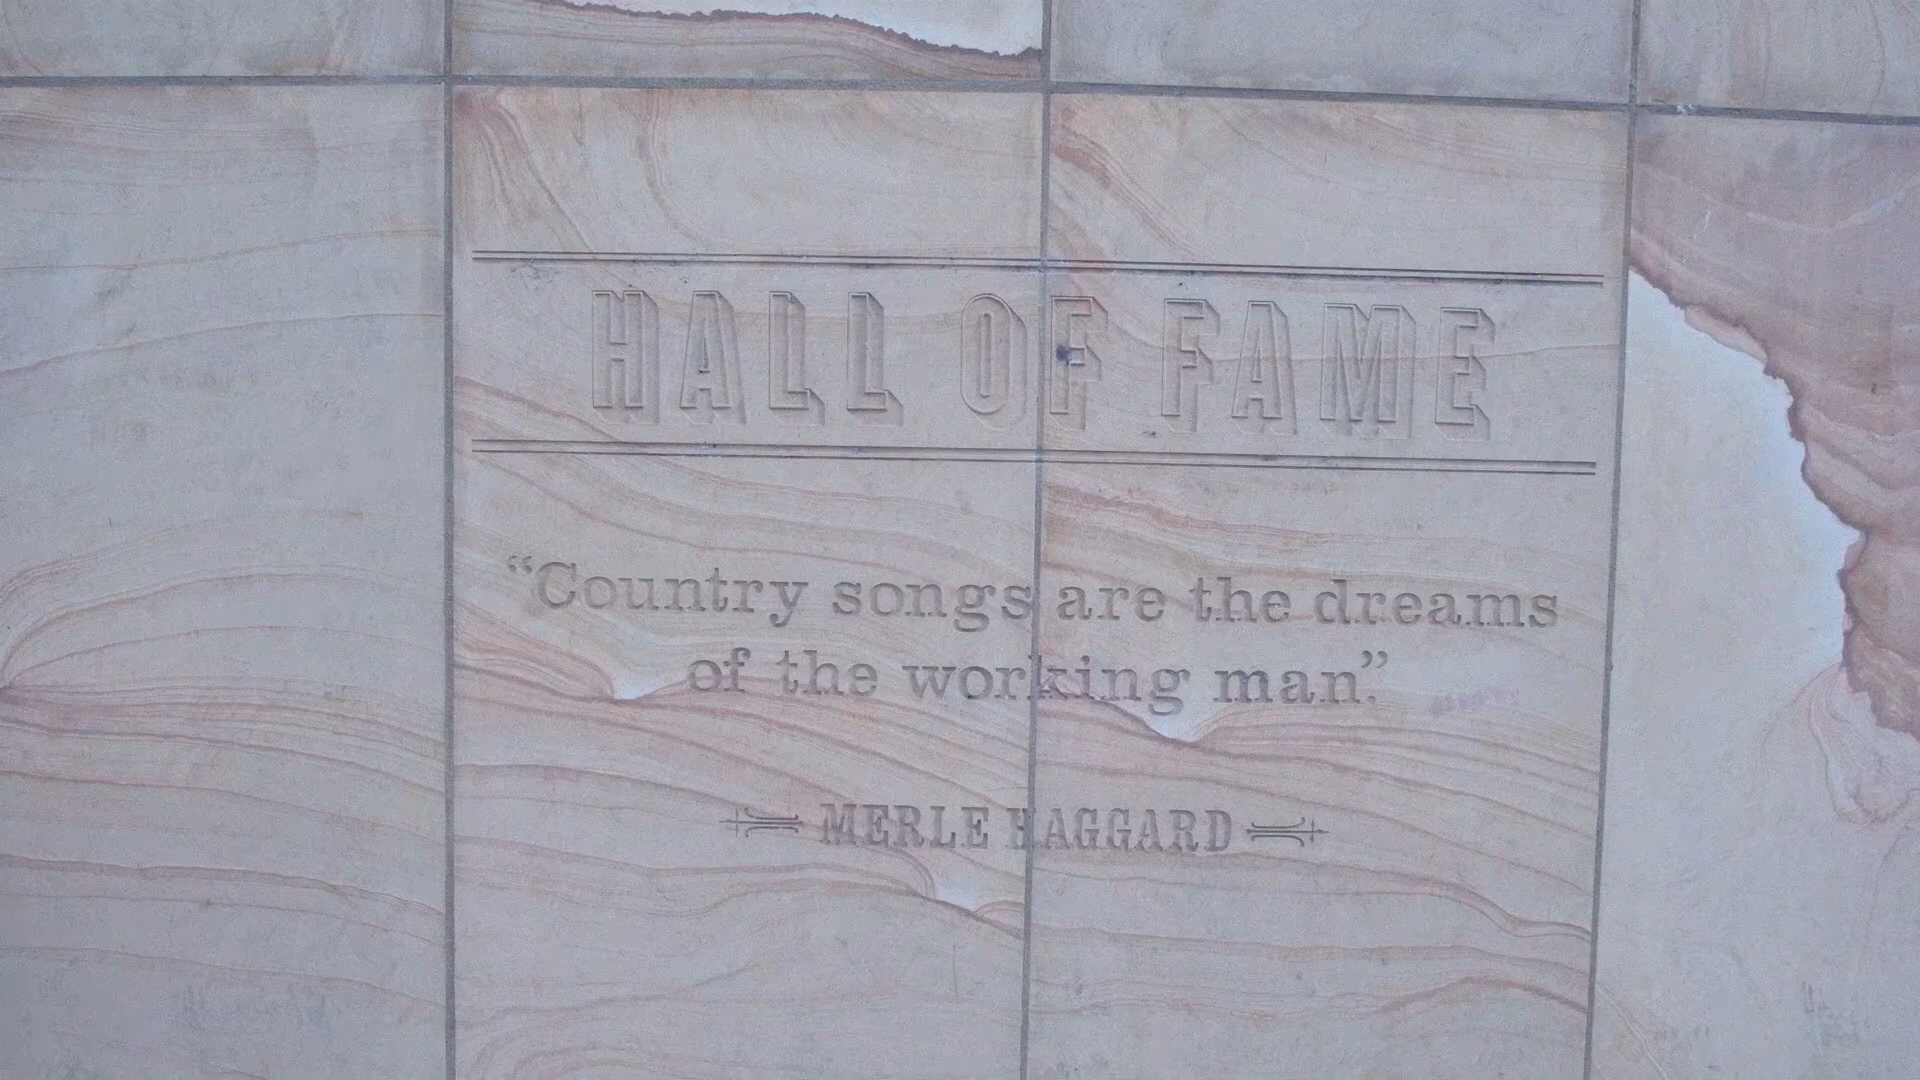 HALL OF FAME
“Country songs are the dreams
of the working man”.
MERLE HAGGARD